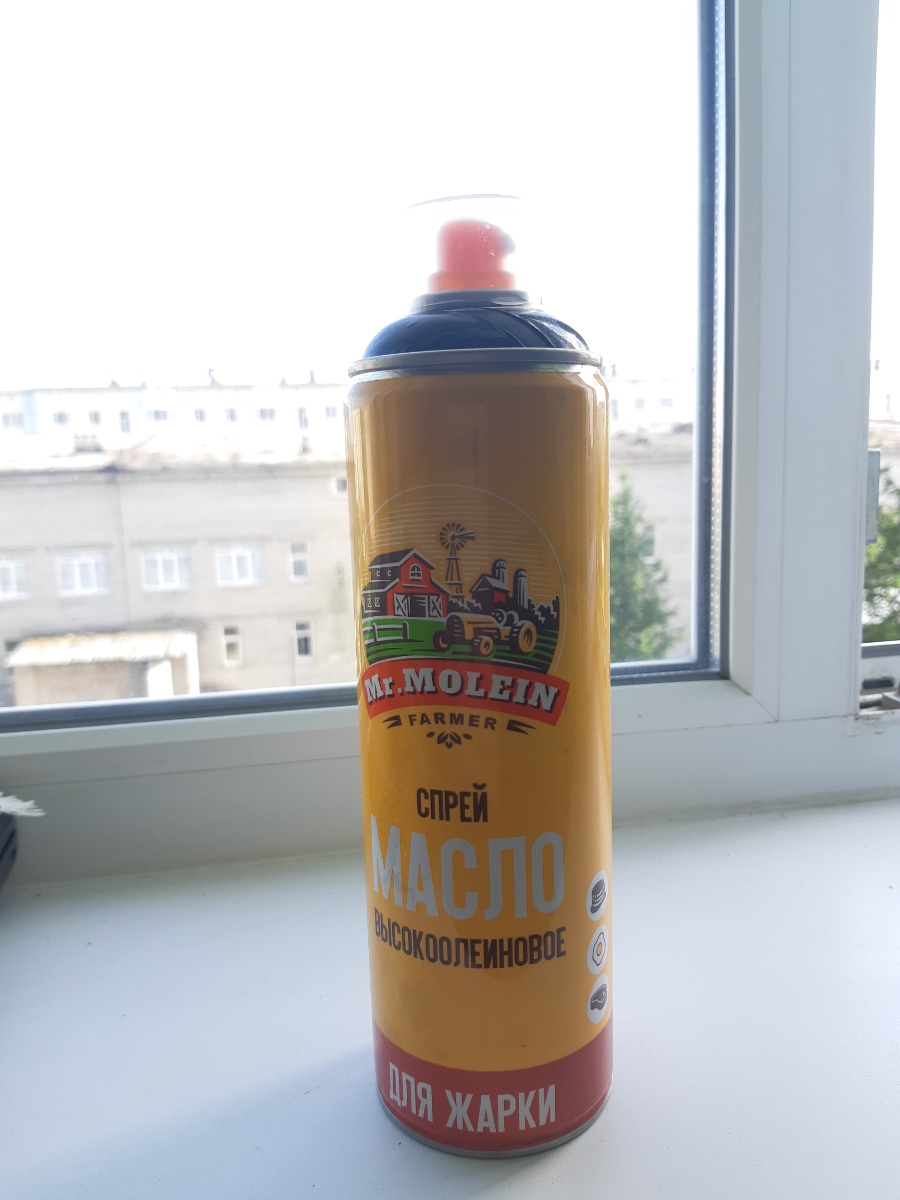 Mr. MOLEIN
FARMER
СПРЕЙ
МАСЛО
ВЫСОКООЛЕИНОВОЕ
ДЛЯ ЖАРКИ